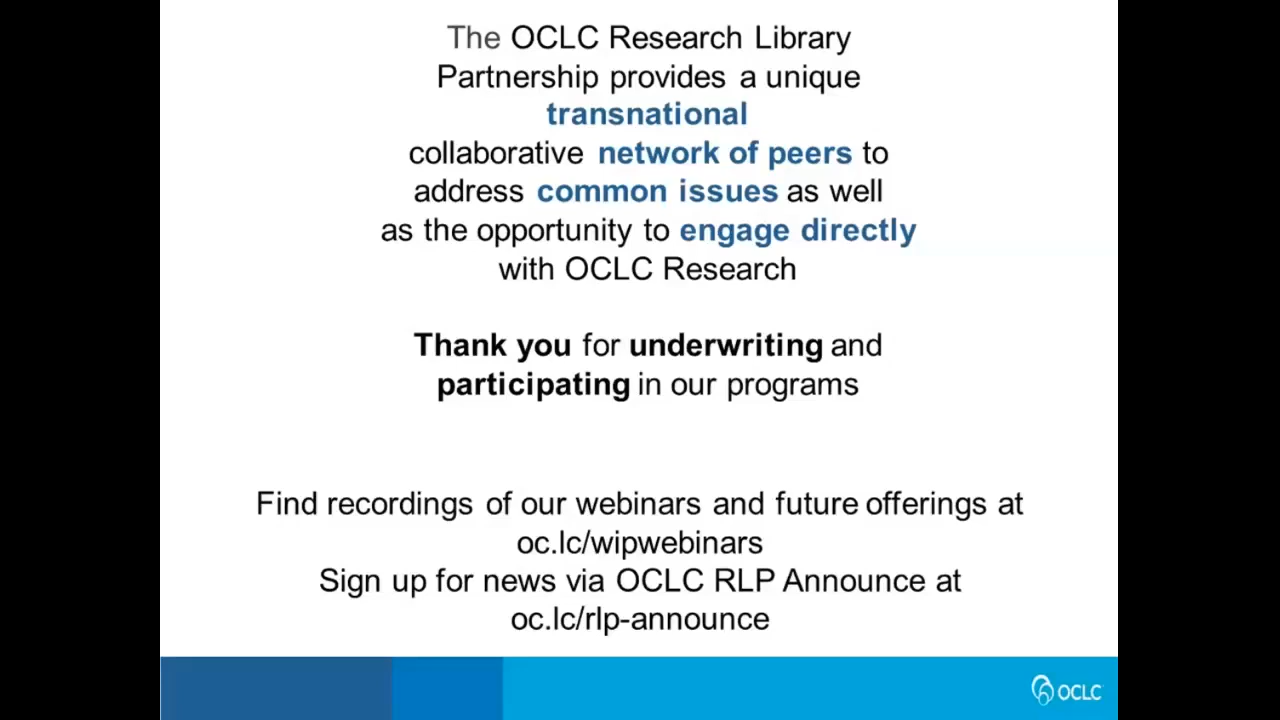 The OCLC Research Library
Partnership provides a unique
transnational
collaborative network of peers to
address common issues as well
as the opportunity to engage directly
with OCLC Research
Thank you for underwriting and
participating in our programs
Find recordings of our webinars and future offerings at
oc.lc/wipwebinars
Sign up for news via OCLC RLP Announce at
oc.lc/rlp-announce
OCLC